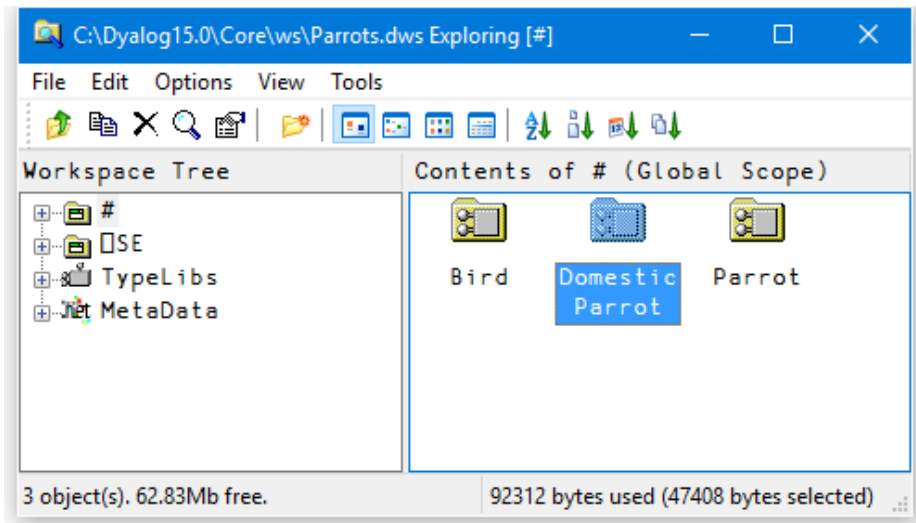 C:\Dyalog15.0\Core\ws\Parrots.dws Exploring [#]
File Edit Options View Tools
Workspace Tree
Contents of # (Global Scope)
#
⎕SE
TypeLibs
.net MetaData
Bird
Domestic
Parrot
Parrot
3 object(s). 62.83Mb free.
92312 bytes used (47408 bytes selected)